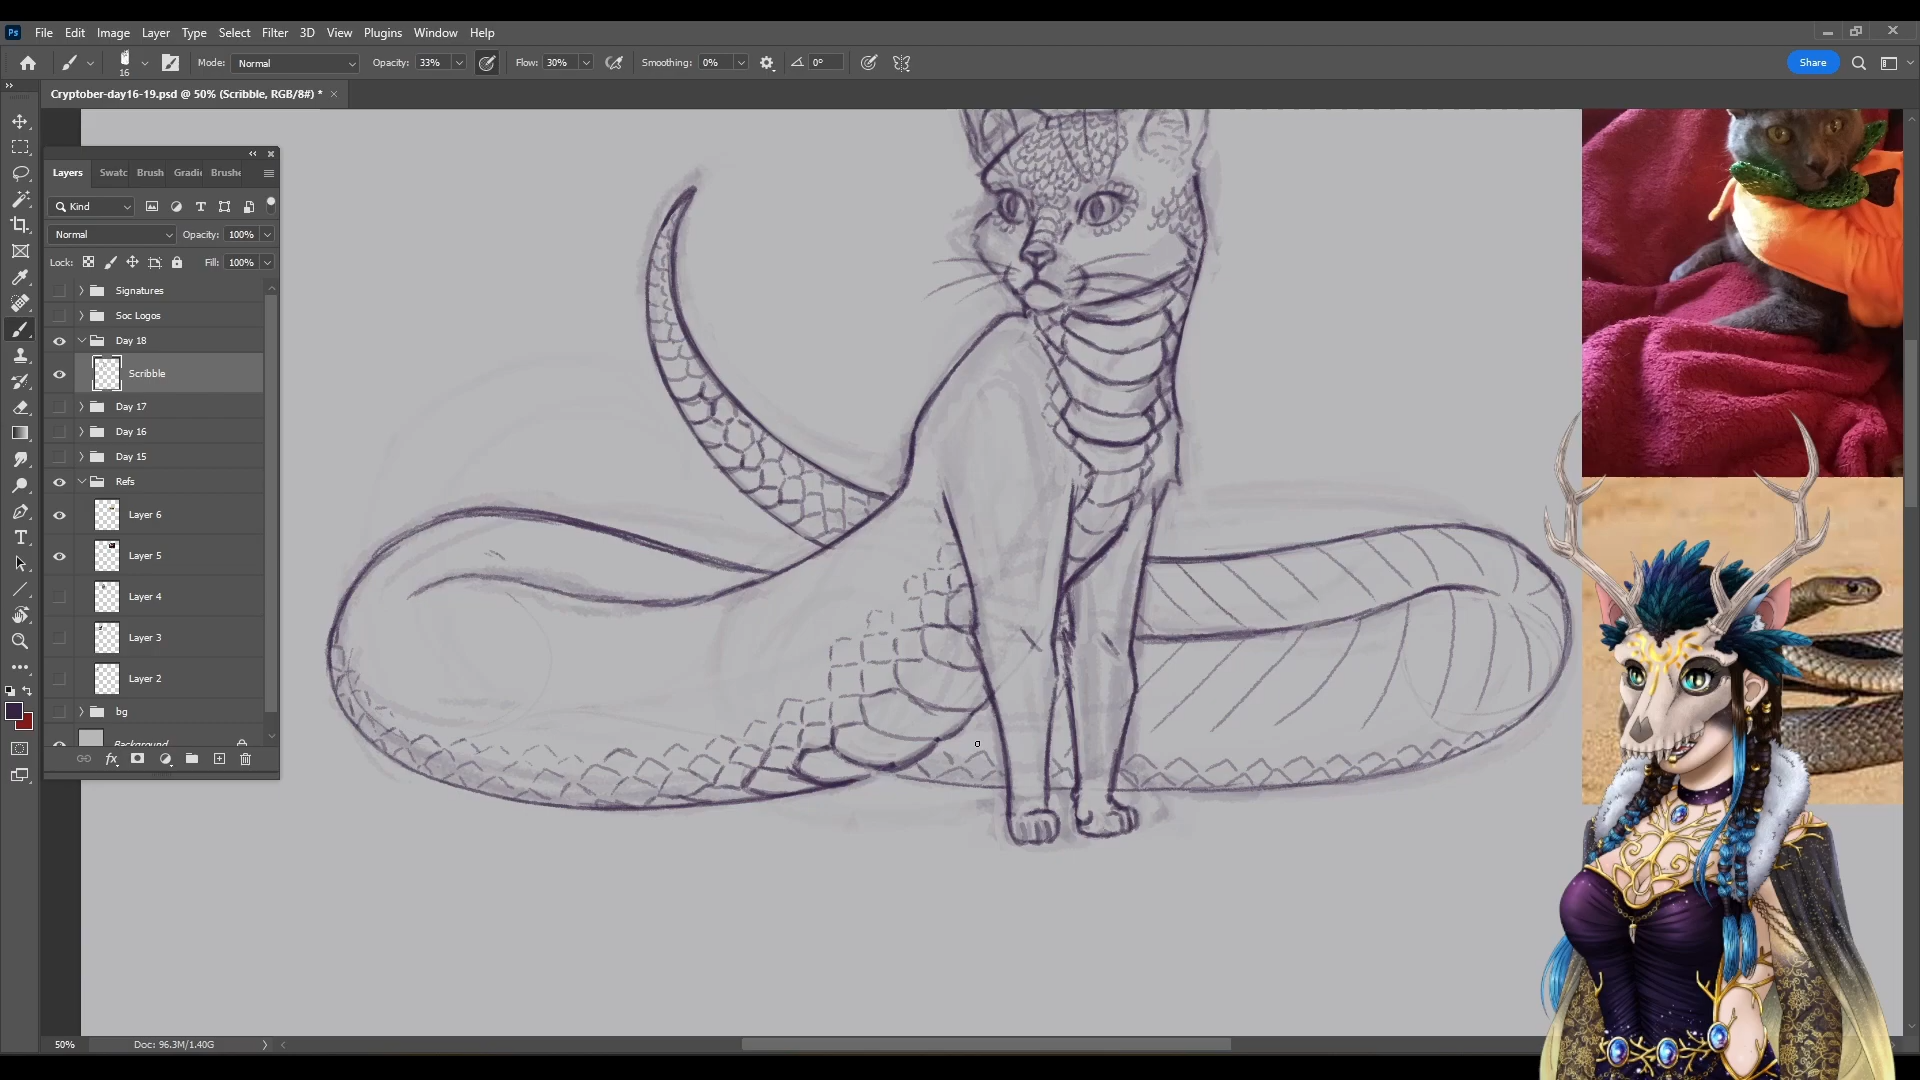 Ps File Edit Image Layer Type Select Filter 3D View Plugins Window Help
16 Mode: Normal Opacity: 33% Flow: 30% Smoothing: 0% 0° Share
Cryptober-day16-19.psd @ 50% (Scribble, RGB/8#) *
Layers Swatc Brush Gradi Brushe
Kind
Normal Opacity: 100%
Lock: Fill: 100%
Signatures
Soc Logos
Day 18
Scribble
Day 17
Day 16
Day 15
Refs
Layer 6
Layer 5
Layer 4
Layer 3
Layer 2
bg
Background
fx
50% Doc: 96.3M/1.40G